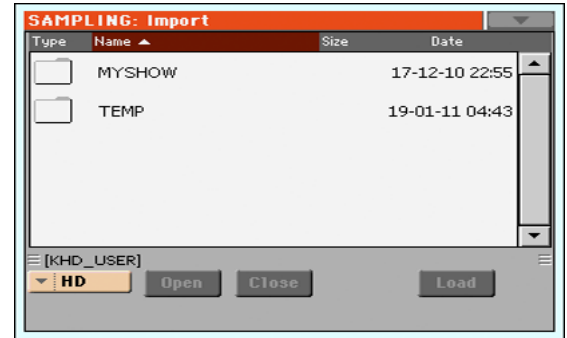 SAMPLING: Import
Type Name Size Date
MYSHOW 17-12-10 22:55
TEMP 19-01-11 04:43
[KHD_USER]
HD Open Close Load